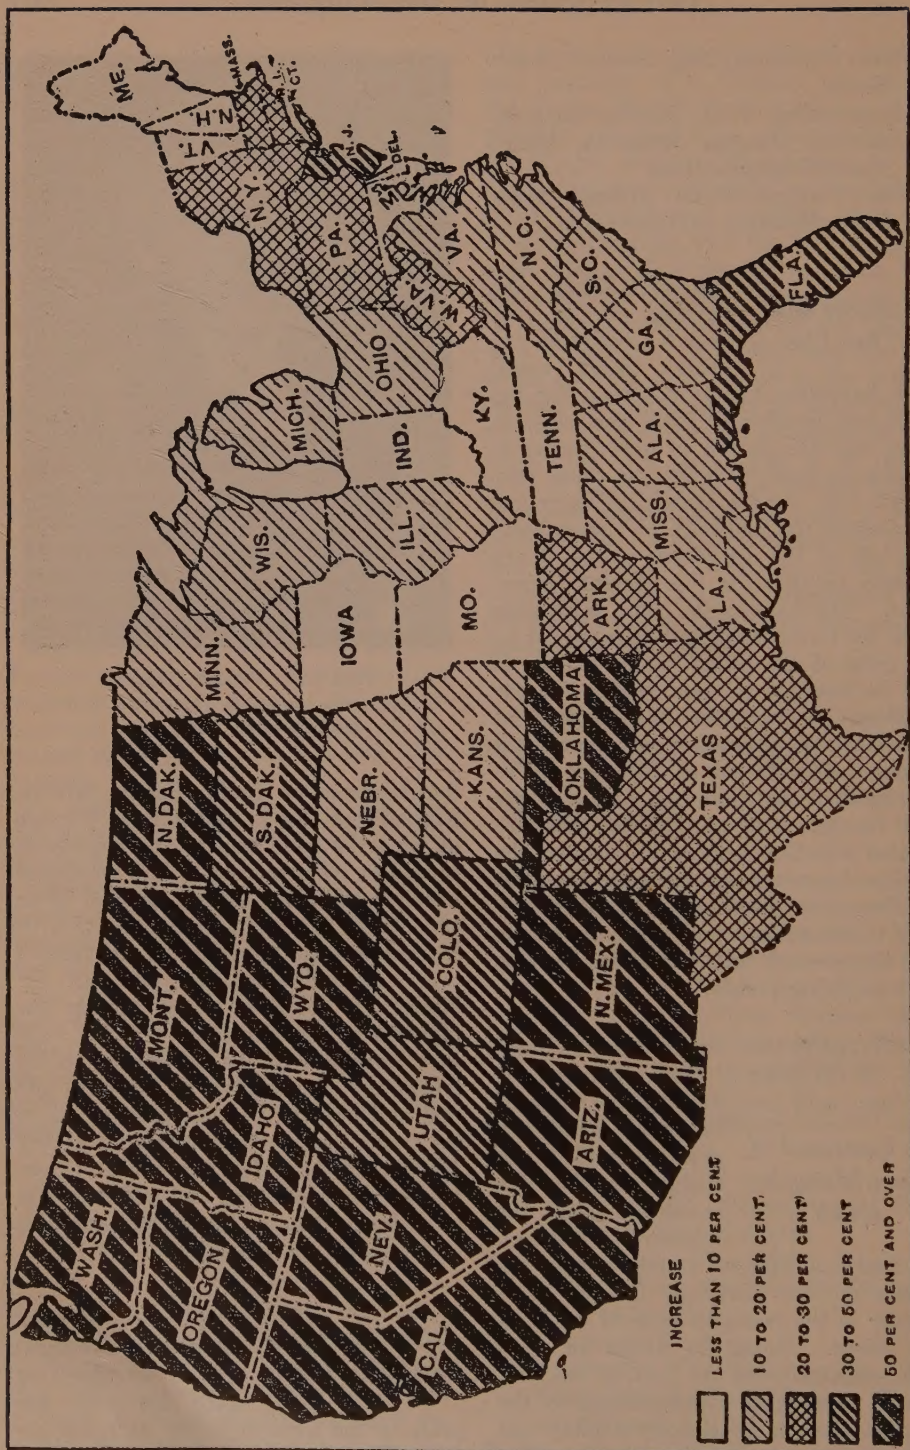 WASH.
MONT.
N. DAK.
MINN.
OREGON
IDAHO
WYO.
S. DAK.
WIS.
MICH.
NEV.
UTAH
COLO.
NEBR.
IOWA
ILL.
IND.
OHIO
PA.
N.Y.
VT.
N.H.
ME.
MASS.
CT.
N.J.
DEL.
MD.
CAL.
KANS.
MO.
KY.
W.VA.
VA.
ARIZ.
N. MEX.
OKLAHOMA
ARK.
TENN.
N.C.
S.C.
TEXAS
LA.
MISS.
ALA.
GA.
FLA.
INCREASE
LESS THAN 10 PER CENT
10 TO 20 PER CENT.
20 TO 30 PER CENT
30 TO 50 PER CENT
50 PER CENT AND OVER